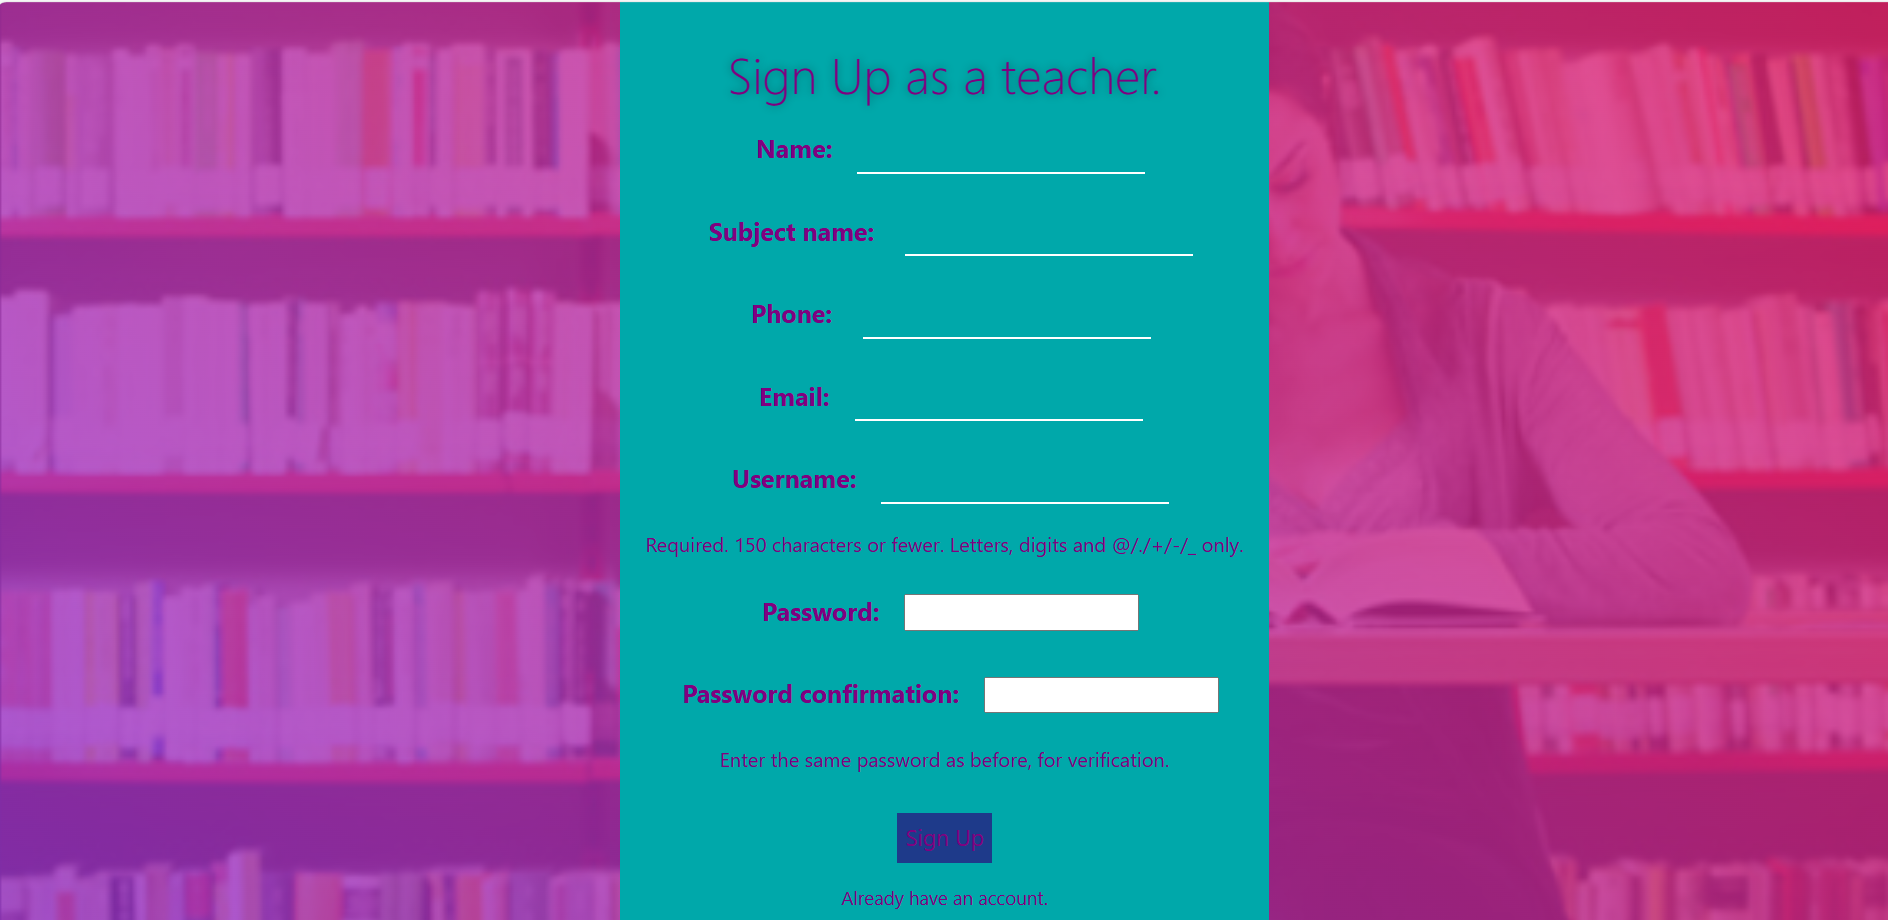 Sign Up as a teacher.
Name:
Subject name:
Phone:
Email:
Username:
Required. 150 characters or fewer. Letters, digits and @/./+/-/_ only.
Password:
Password confirmation:
Enter the same password as before, for verification.
Sign Up
Already have an account.